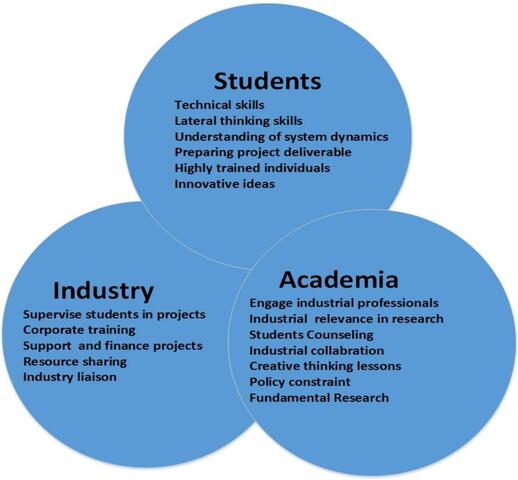 Students
Technical skills
Lateral thinking skills
Understanding of system dynamics
Preparing project deliverable
Highly trained individuals
Innovative ideas
Industry
Supervise students in projects
Corporate training
Support and finance projects
Resource sharing
Industry liaison
Academia
Engage industrial professionals
Industrial relevance in research
Students Counseling
Industrial collabration
Creative thinking lessons
Policy constraint
Fundamental Research